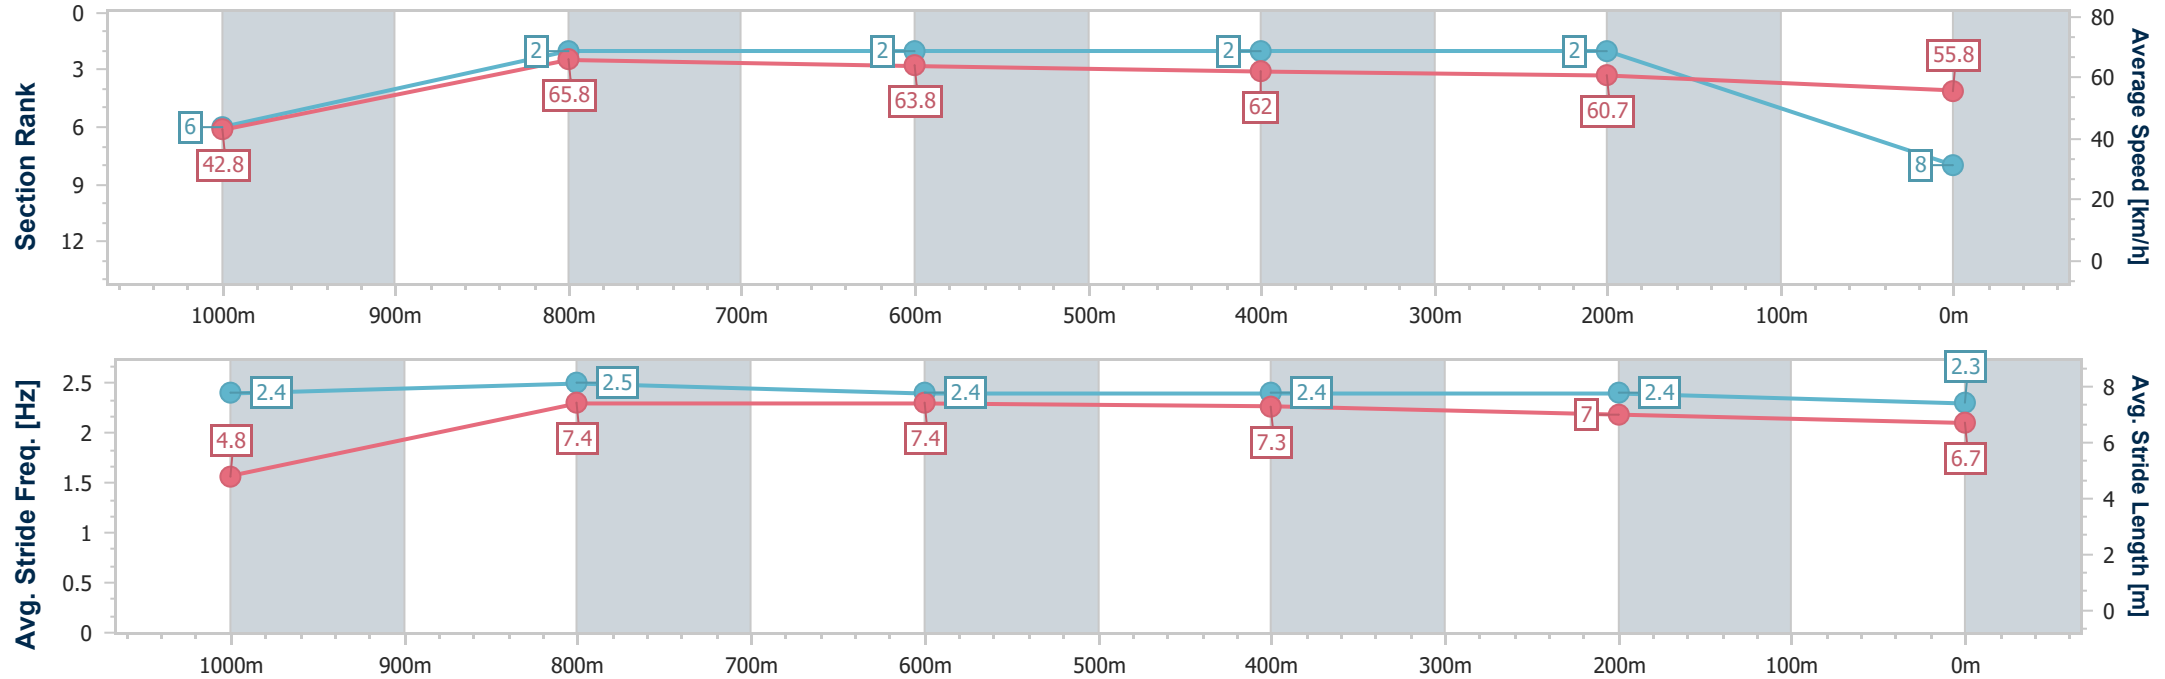 Section Rank
0
3
6
9
12
6
2
2
2
2
8
42.8
65.8
63.8
62
60.7
55.8
80
60
40
20
0
Average Speed [km/h]
1000m
900m
800m
700m
600m
500m
400m
300m
200m
100m
0m
Avg. Stride Freq. [Hz]
2.5
2
1.5
1
0.5
0
2.4
2.5
2.4
2.4
2.4
2.3
4.8
7.4
7.4
7.3
7
6.7
8
6
4
2
0
Avg. Stride Length [m]
1000m
900m
800m
700m
600m
500m
400m
300m
200m
100m
0m